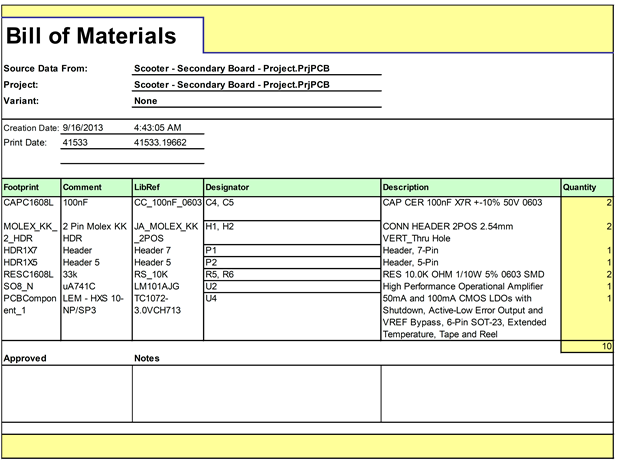 Bill of Materials
Source Data From: Scooter - Secondary Board - Project.PrjPCB
Project: Scooter - Secondary Board - Project.PrjPCB
Variant: None
Creation Date: 9/16/2013 4:43:05 AM
Print Date: 41533 41533.19662
Footprint Comment LibRef Designator Description Quantity
CAPC1608L 100nF CC_100nF_0603 C4, C5 CAP CER 100nF X7R +-10% 50V 0603 2
MOLEX_KK_ 2 Pin Molex KK JA_MOLEX_KK H1, H2 CONN HEADER 2POS 2.54mm 2
2_HDR HDR _2POS VERT_Thru Hole
HDR1X7 Header Header 7 P1 Header, 7-Pin 1
HDR1X5 Header 5 Header 5 P2 Header, 5-Pin 1
RESC1608L 33k RS_10K R5, R6 RES 10.0K OHM 1/10W 5% 0603 SMD 2
SO8_N uA741C LM101AJG U2 High Performance Operational Amplifier 1
PCBCompon LEM - HXS 10- TC1072- U4 50mA and 100mA CMOS LDOs with 1
ent_1 NP/SP3 3.0VCH713 Shutdown, Active-Low Error Output and
VREF Bypass, 6-Pin SOT-23, Extended
Temperature, Tape and Reel
10
Approved Notes